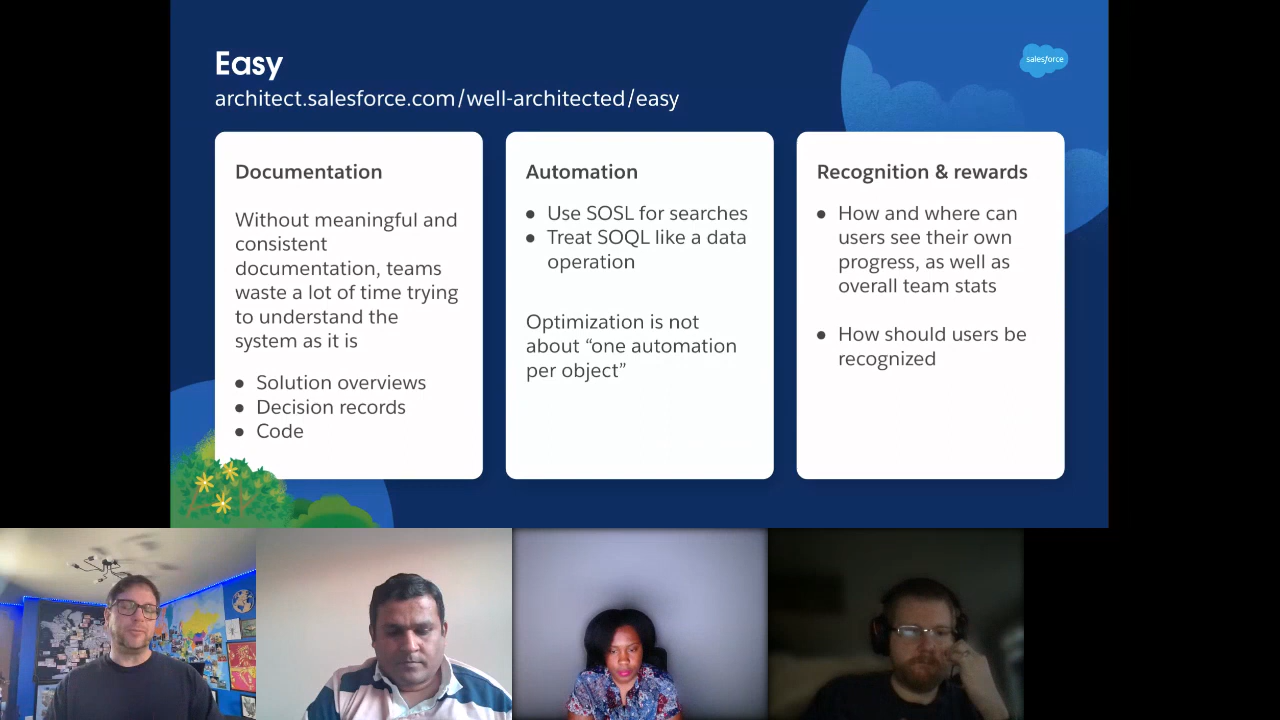 Easy
architect.salesforce.com/well-architected/easy
salesforce
Documentation
Without meaningful and
consistent
documentation, teams
waste a lot of time trying
to understand the
system as it is
● Solution overviews
● Decision records
● Code
Automation
● Use SOSL for searches
● Treat SOQL like a data
operation
Optimization is not
about “one automation
per object”
Recognition & rewards
● How and where can
users see their own
progress, as well as
overall team stats
● How should users be
recognized